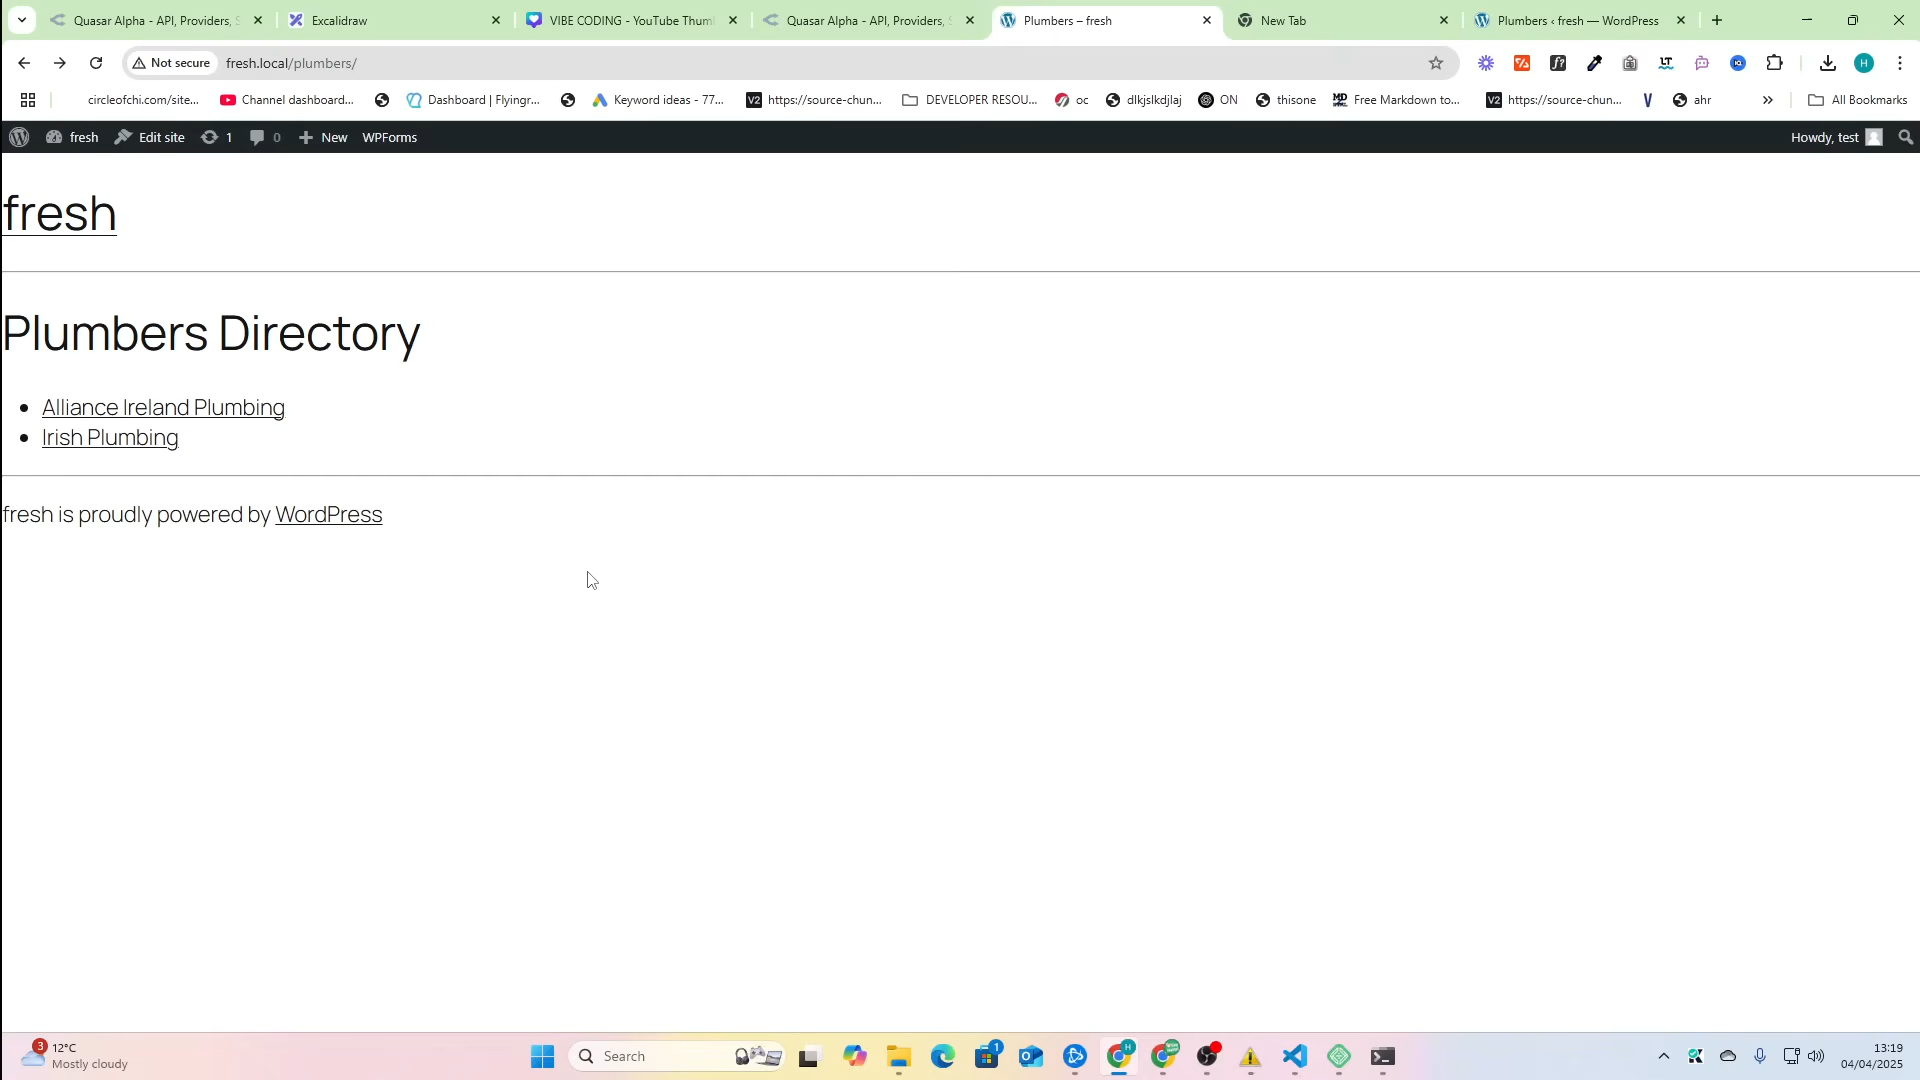 Quasar Alpha - API, Providers, S
Excalidraw
VIBE CODING - YouTube Thum
Quasar Alpha - API, Providers, S
Plumbers – fresh
New Tab
Plumbers ‹ fresh — WordPress
Not secure
fresh.local/plumbers/
circleofchi.com/site...
Channel dashboard...
Dashboard | Flyingr...
Keyword ideas - 77...
https://source-chun...
DEVELOPER RESOU...
oc
dlkjslkdjlaj
ON
thisone
Free Markdown to...
https://source-chun...
ahr
All Bookmarks
fresh
Edit site
1
0
New
WPForms
Howdy, test
fresh
Plumbers Directory
Alliance Ireland Plumbing
Irish Plumbing
fresh is proudly powered by WordPress
3
12°C
Mostly cloudy
Search
1
13:19
04/04/2025